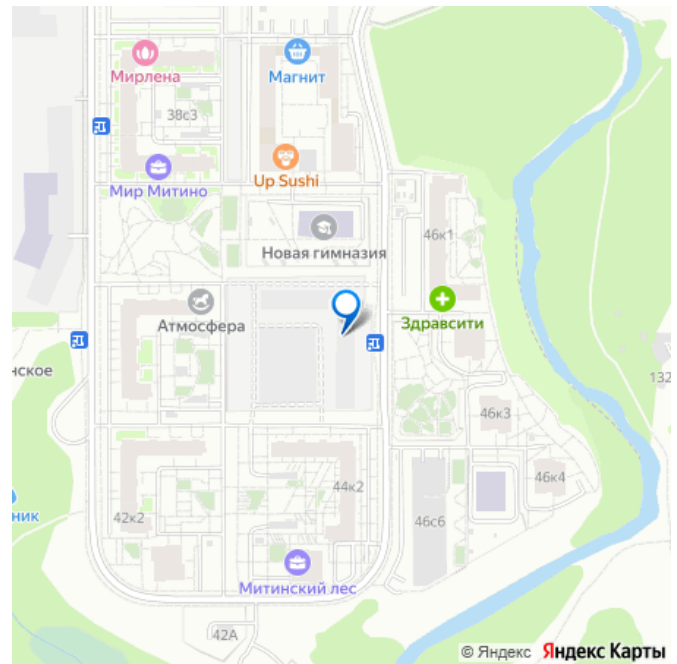 Мирлена
Магнит
38с3
Мир Митино
Up Sushi
46к1
Новая гимназия
Атмосфера
Здравсити
нское
132
46к3
44к2
46к4
42к2
46с6
ник
Митинский лес
42А
© Яндекс Яндекс Карты